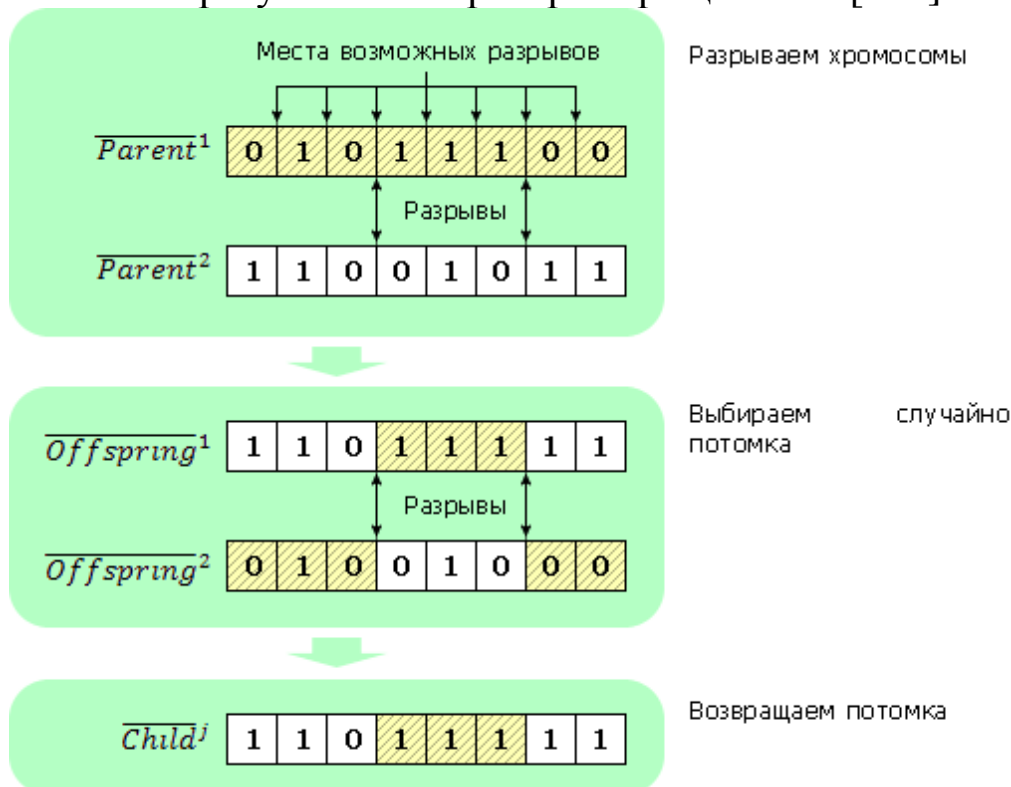 Места возможных разрывов
Разрываем хромосомы
Parent¹ 0 1 0 1 1 1 0 0
Разрывы
Parent² 1 1 0 0 1 0 1 1
Выбираем случайно
потомка
Offspring¹ 1 1 0 1 1 1 1 1
Разрывы
Offspring² 0 1 0 0 1 0 0 0
Возвращаем потомка
Child^j 1 1 0 1 1 1 1 1